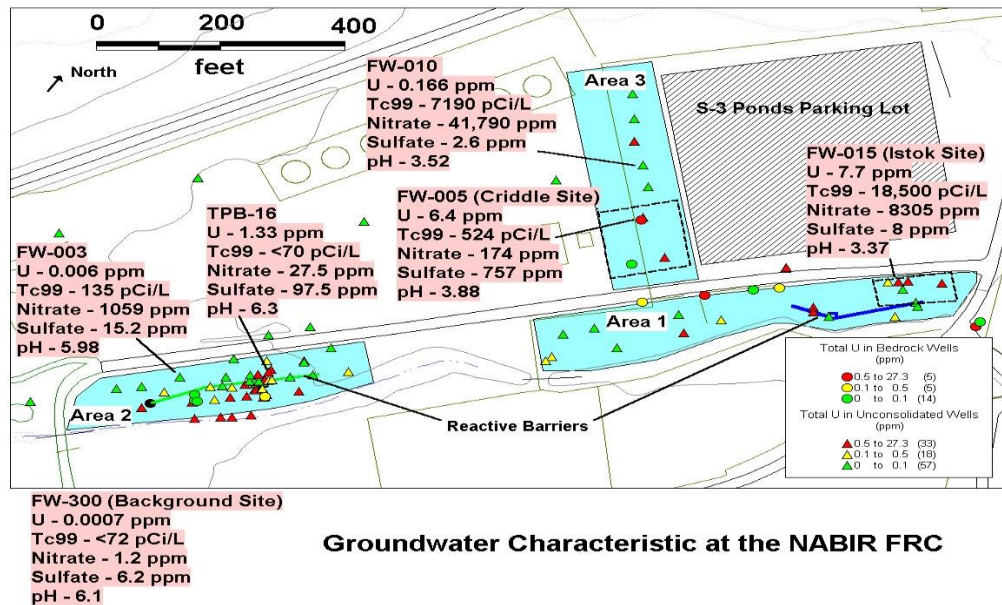 0 200 400
feet
North
FW-010
U - 0.166 ppm
Tc99 - 7190 pCi/L
Nitrate - 41,790 ppm
Sulfate - 2.6 ppm
pH - 3.52
Area 3
S-3 Ponds Parking Lot
FW-015 (Istok Site)
U - 7.7 ppm
Tc99 - 18,500 pCi/L
Nitrate - 8305 ppm
Sulfate - 8 ppm
pH - 3.37
FW-005 (Criddle Site)
U - 6.4 ppm
Tc99 - 524 pCi/L
Nitrate - 174 ppm
Sulfate - 757 ppm
pH - 3.88
TPB-16
U - 1.33 ppm
Tc99 - <70 pCi/L
Nitrate - 27.5 ppm
Sulfate - 97.5 ppm
pH - 6.3
FW-003
U - 0.006 ppm
Tc99 - 135 pCi/L
Nitrate - 1059 ppm
Sulfate - 15.2 ppm
pH - 5.98
Area 1
Area 2
Reactive Barriers
Total U in Bedrock Wells
(ppm)
0.5 to 27.3 (5)
0.1 to 0.5 (5)
0 to 0.1 (14)
Total U in Unconsolidated Wells
(ppm)
0.5 to 27.3 (33)
0.1 to 0.5 (18)
0 to 0.1 (57)
FW-300 (Background Site)
U - 0.0007 ppm
Tc99 - <72 pCi/L
Nitrate - 1.2 ppm
Sulfate - 6.2 ppm
pH - 6.1
Groundwater Characteristic at the NABIR FRC